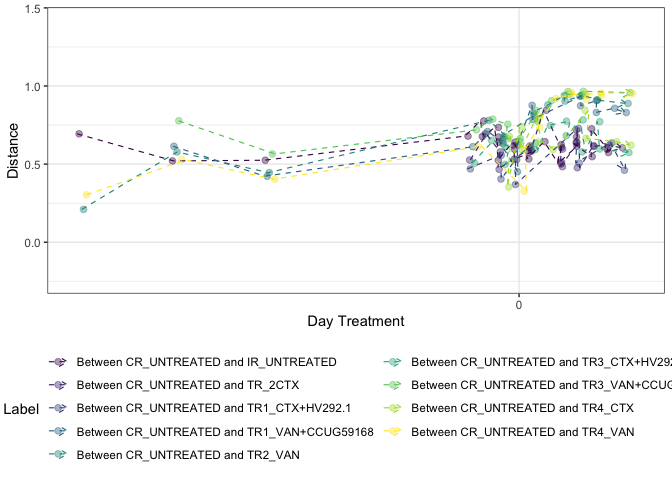 1.5
1.0
0.5
0.0
Distance
0
Day Treatment
Label
Between CR_UNTREATED and IR_UNTREATED
Between CR_UNTREATED and TR_2CTX
Between CR_UNTREATED and TR1_CTX+HV292.1
Between CR_UNTREATED and TR1_VAN+CCUG59168
Between CR_UNTREATED and TR2_VAN
Between CR_UNTREATED and TR3_CTX+HV292
Between CR_UNTREATED and TR3_VAN+CCUG
Between CR_UNTREATED and TR4_CTX
Between CR_UNTREATED and TR4_VAN